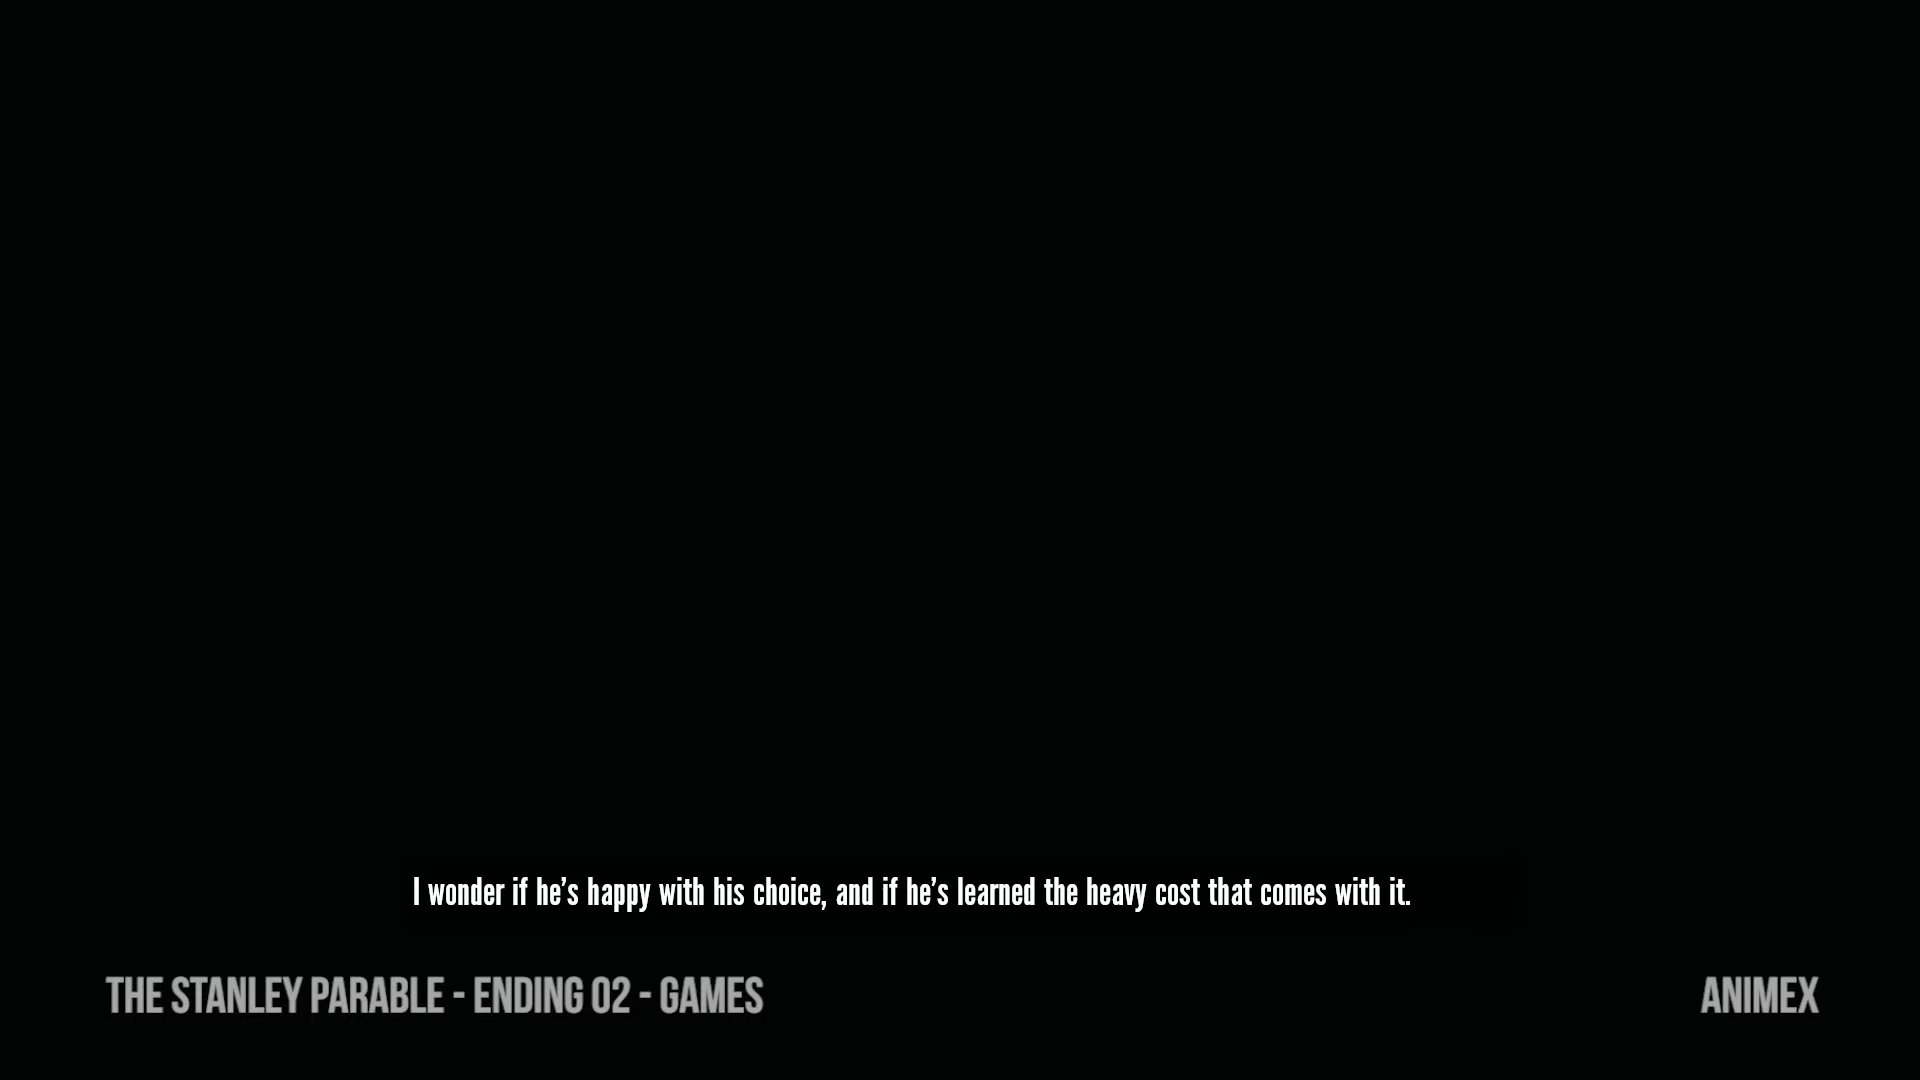 I wonder if he’s happy with his choice, and if he’s learned the heavy cost that comes with it.
THE STANLEY PARABLE - ENDING 02 - GAMES
ANIMEX